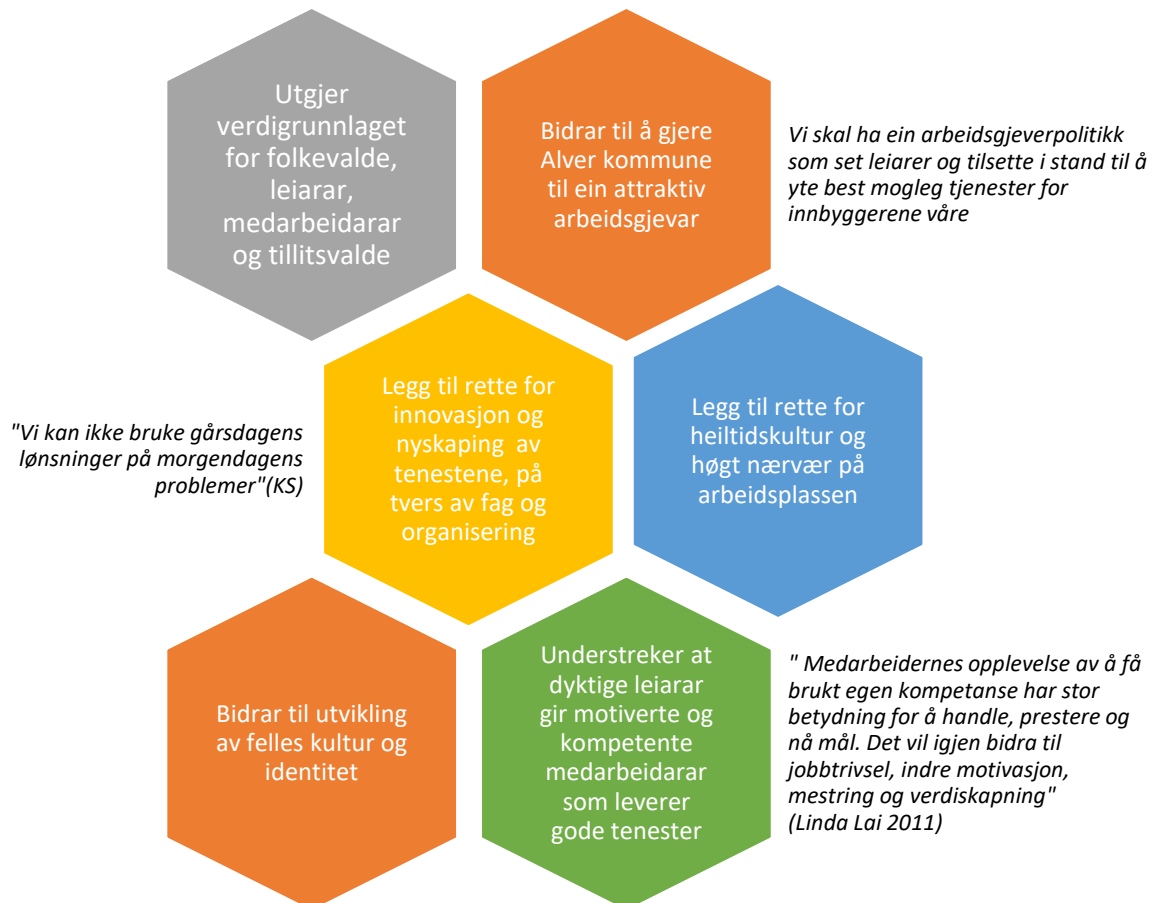 Utgjer
verdigrunnlaget
for folkevalde,
leiarar,
medarbeidarar
og tillitsvalde
Bidrar til å gjere
Alver kommune
til ein attraktiv
arbeidsgjevar
Vi skal ha ein arbeidsgjeverpolitikk
som set leiarer og tilsette i stand til å
yte best mogleg tjenester for
innbyggerene våre
"Vi kan ikke bruke gårsdagens
lønsninger på morgendagens
problemer"(KS)
Legg til rette for
innovasjon og
nyskaping  av
tenestene, på
tvers av fag og
organisering
Legg til rette for
heiltidskultur og
høgt nærvær på
arbeidsplassen
Bidrar til utvikling
av felles kultur og
identitet
Understreker at
dyktige leiarar
gir motiverte og
kompetente
medarbeidarar
som leverer
gode tenester
" Medarbeidernes opplevelse av å få
brukt egen kompetanse har stor
betydning for å handle, prestere og
nå mål. Det vil igjen bidra til
jobbtrivsel, indre motivasjon,
mestring og verdiskapning"
(Linda Lai 2011)